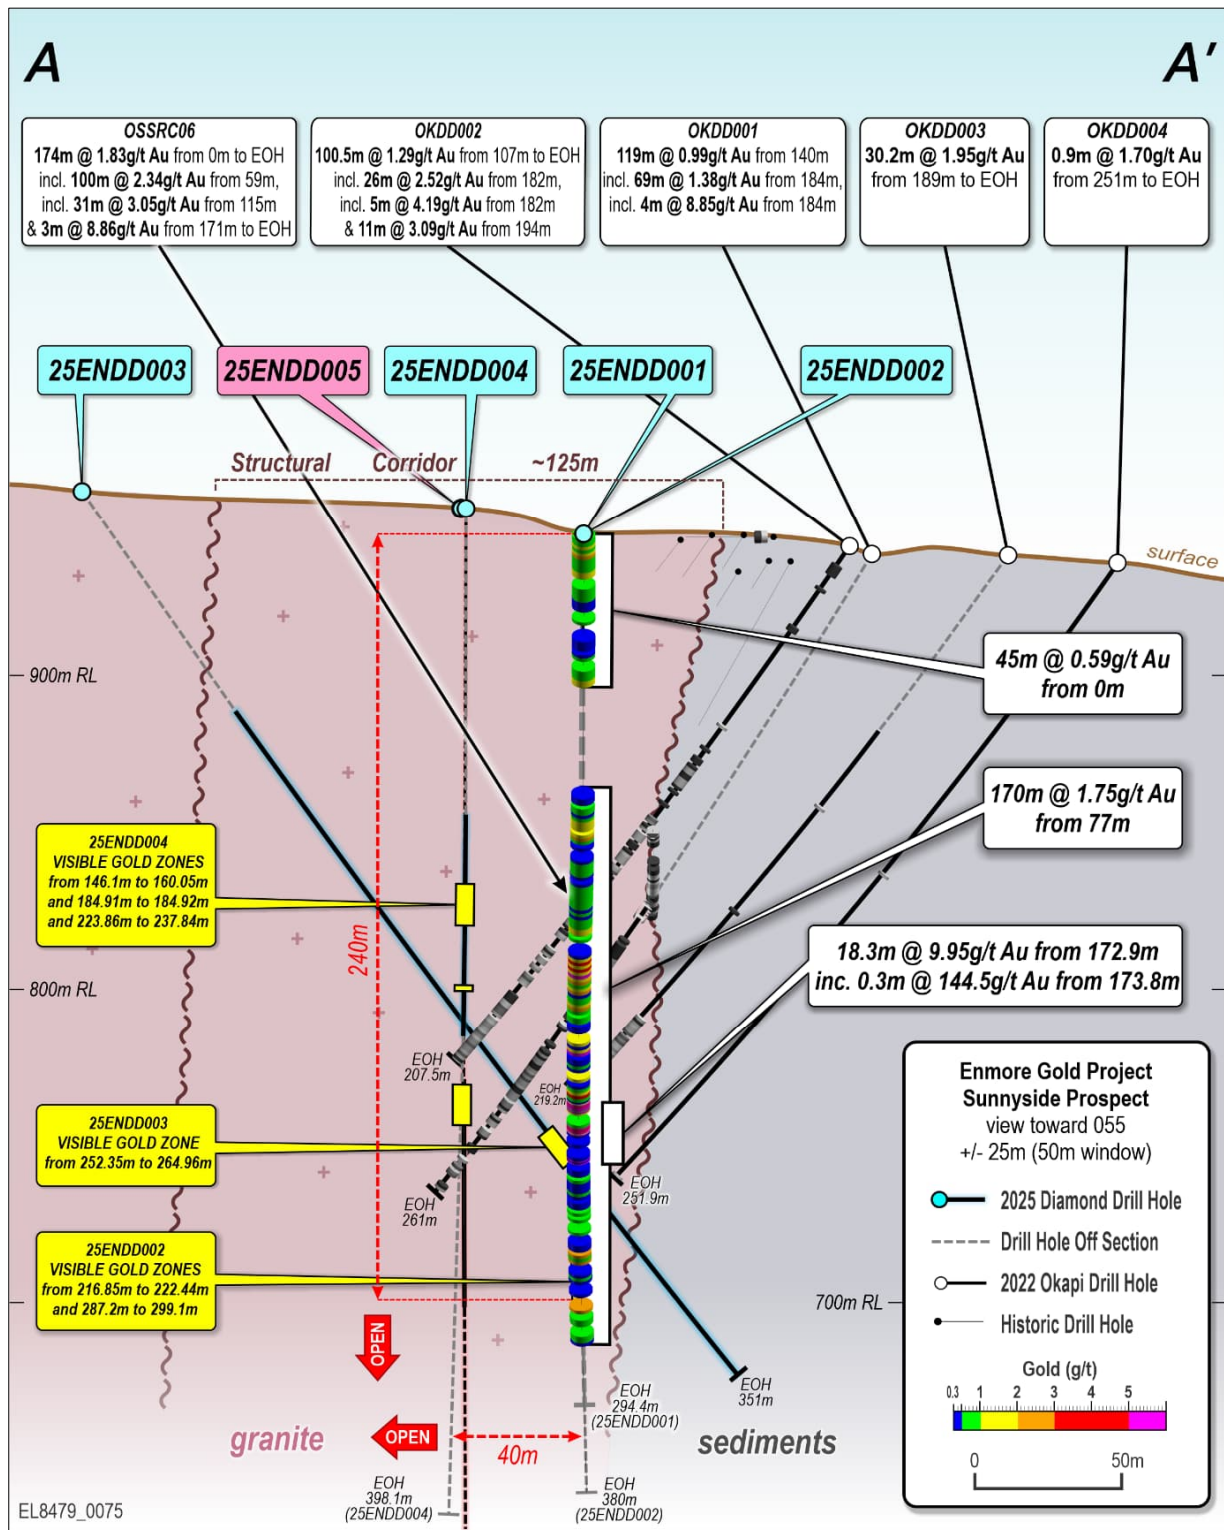 A
A'
OSSRC06
174m @ 1.83g/t Au from 0m to EOH
incl. 100m @ 2.34g/t Au from 59m,
incl. 31m @ 3.05g/t Au from 115m
& 3m @ 8.86g/t Au from 171m to EOH
OKDD002
100.5m @ 1.29g/t Au from 107m to EOH
incl. 26m @ 2.52g/t Au from 182m,
incl. 5m @ 4.19g/t Au from 182m
& 11m @ 3.09g/t Au from 194m
OKDD001
119m @ 0.99g/t Au from 140m
incl. 69m @ 1.38g/t Au from 184m,
incl. 4m @ 8.85g/t Au from 184m
OKDD003
30.2m @ 1.95g/t Au
from 189m to EOH
OKDD004
0.9m @ 1.70g/t Au
from 251m to EOH
25ENDD003
25ENDD005
25ENDD004
25ENDD001
25ENDD002
Structural Corridor ~125m
surface
900m RL
45m @ 0.59g/t Au
from 0m
170m @ 1.75g/t Au
from 77m
25ENDD004
VISIBLE GOLD ZONES
from 146.1m to 160.05m
and 184.91m to 184.92m
and 223.86m to 237.84m
240m
18.3m @ 9.95g/t Au from 172.9m
inc. 0.3m @ 144.5g/t Au from 173.8m
800m RL
EOH
207.5m
EOH
219.2m
25ENDD003
VISIBLE GOLD ZONE
from 252.35m to 264.96m
EOH
261m
EOH
251.9m
25ENDD002
VISIBLE GOLD ZONES
from 216.85m to 222.44m
and 287.2m to 299.1m
700m RL
OPEN
OPEN
40m
EOH
351m
EOH
294.4m
(25ENDD001)
granite
sediments
EOH
398.1m
(25ENDD004)
EOH
380m
(25ENDD002)
Enmore Gold Project
Sunnyside Prospect
view toward 055
+/- 25m (50m window)
2025 Diamond Drill Hole
Drill Hole Off Section
2022 Okapi Drill Hole
Historic Drill Hole
Gold (g/t)
0.3 1 2 3 4 5
0 50m
EL8479_0075